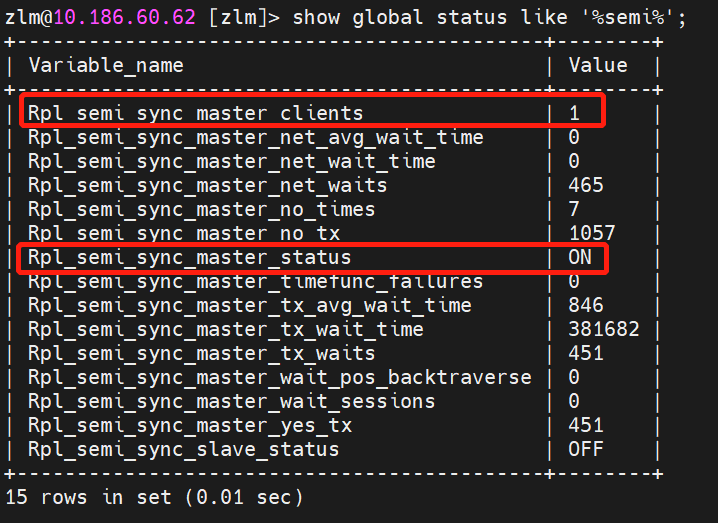 zlm@10.186.60.62 [zlm]> show global status like '%semi%';
+--------------------------------------------+--------+
| Variable_name                              | Value  |
+--------------------------------------------+--------+
| Rpl_semi_sync_master_clients               | 1      |
| Rpl_semi_sync_master_net_avg_wait_time     | 0      |
| Rpl_semi_sync_master_net_wait_time         | 0      |
| Rpl_semi_sync_master_net_waits             | 465    |
| Rpl_semi_sync_master_no_times              | 7      |
| Rpl_semi_sync_master_no_tx                 | 1057   |
| Rpl_semi_sync_master_status                | ON     |
| Rpl_semi_sync_master_timefunc_failures     | 0      |
| Rpl_semi_sync_master_tx_avg_wait_time      | 846    |
| Rpl_semi_sync_master_tx_wait_time          | 381682 |
| Rpl_semi_sync_master_tx_waits              | 451    |
| Rpl_semi_sync_master_wait_pos_backtraverse | 0      |
| Rpl_semi_sync_master_wait_sessions         | 0      |
| Rpl_semi_sync_master_yes_tx                | 451    |
| Rpl_semi_sync_slave_status                 | OFF    |
+--------------------------------------------+--------+
15 rows in set (0.01 sec)